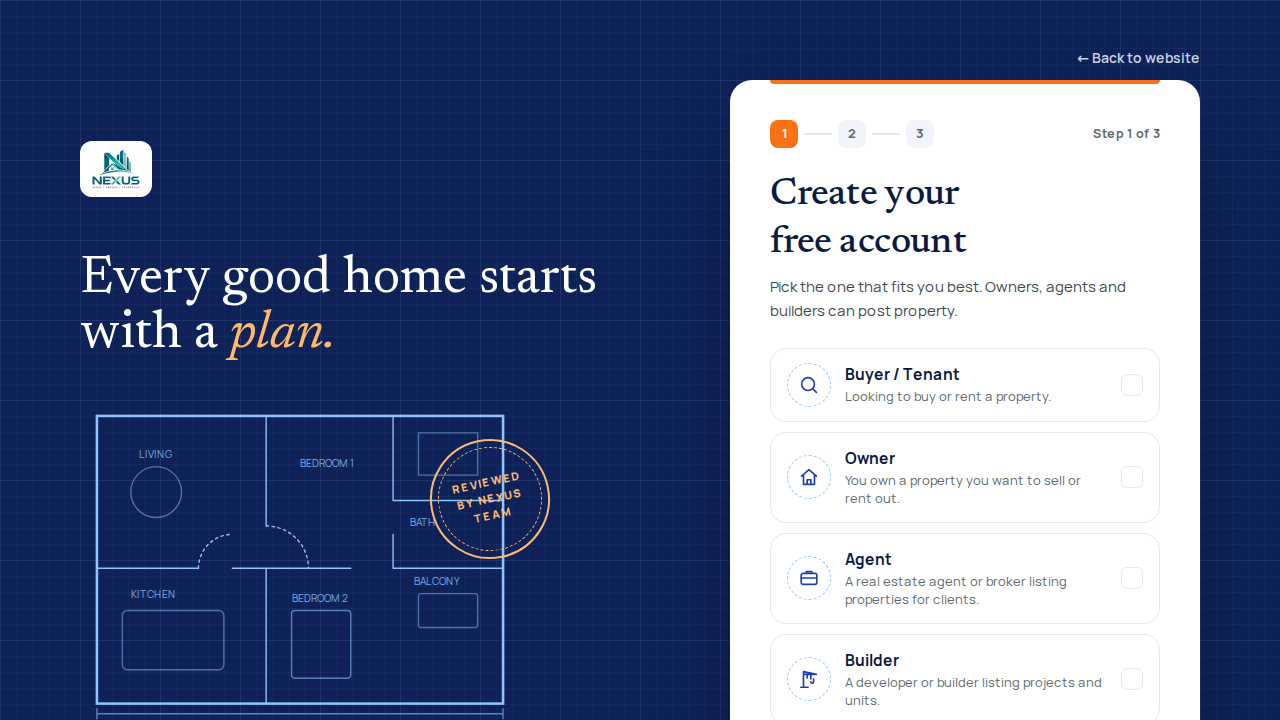 ← Back to website
NEXUS
Every good home starts
with a plan.
LIVING
BEDROOM 1
BATH
KITCHEN
BEDROOM 2
BALCONY
REVIEWED
BY NEXUS
TEAM
1
2
3
Step 1 of 3
Create your
free account
Pick the one that fits you best. Owners, agents and
builders can post property.
Buyer / Tenant
Looking to buy or rent a property.
Owner
You own a property you want to sell or
rent out.
Agent
A real estate agent or broker listing
properties for clients.
Builder
A developer or builder listing projects and
units.